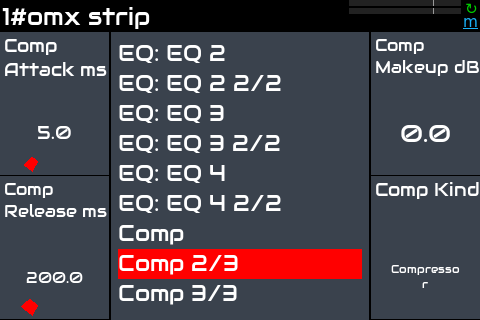 1#omx strip
m
Comp
Attack ms
5.0
Comp
Release ms
200.0
EQ: EQ 2
EQ: EQ 2 2/2
EQ: EQ 3
EQ: EQ 3 2/2
EQ: EQ 4
EQ: EQ 4 2/2
Comp
Comp 2/3
Comp 3/3
Comp
Makeup dB
0.0
Comp Kind
Compresso
r